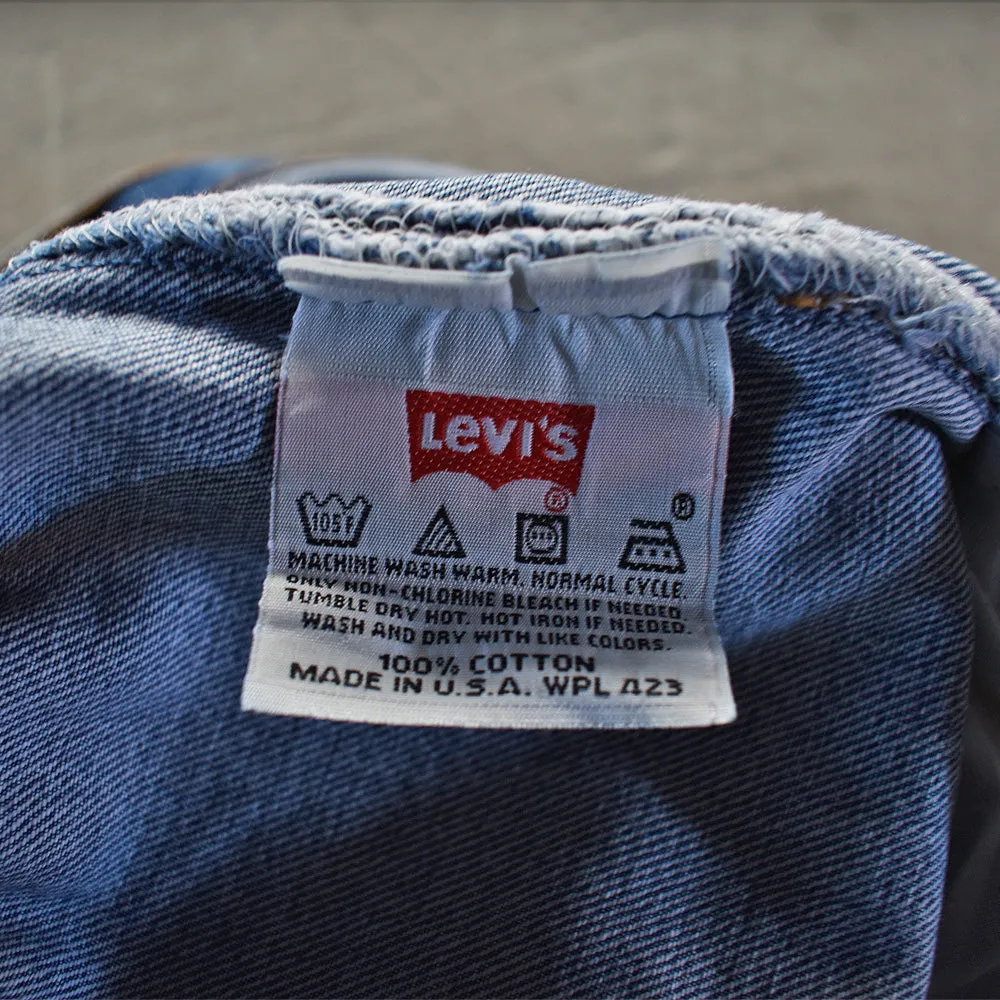 Levi's
®
105F
MACHINE WASH WARM. NORMAL CYCLE.
ONLY NON-CHLORINE BLEACH IF NEEDED
TUMBLE DRY HOT. HOT IRON IF NEEDED.
WASH AND DRY WITH LIKE COLORS.
100% COTTON
MADE IN U.S.A. WPL 423